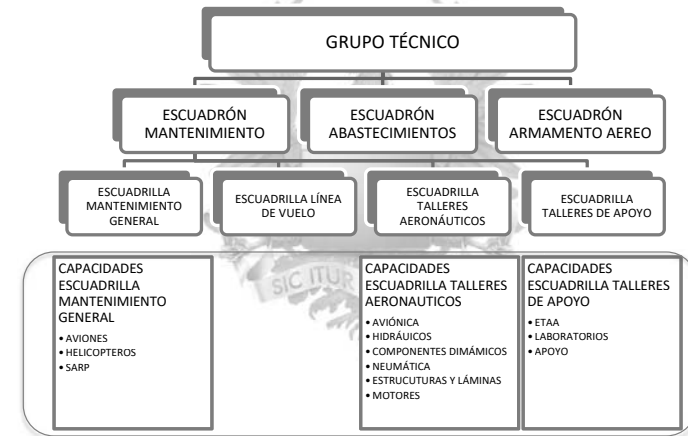 GRUPO TÉCNICO
ESCUADRÓN
MANTENIMIENTO
ESCUADRÓN
ABASTECIMIENTOS
ESCUADRÓN
ARMAMENTO AEREO
ESCUADRILLA
MANTENIMIENTO
GENERAL
ESCUADRILLA LÍNEA
DE VUELO
ESCUADRILLA
TALLERES
AERONÁUTICOS
ESCUADRILLA
TALLERES DE APOYO
SIC ITUR
CAPACIDADES
ESCUADRILLA
MANTENIMIENTO
GENERAL
• AVIONES
• HELICOPTEROS
• SARP
CAPACIDADES
ESCUADRILLA TALLERES
AERONAUTICOS
• AVIÓNICA
• HIDRÁUICOS
• COMPONENTES DIMÁMICOS
• NEUMÁTICA
• ESTRUCUTURAS Y LÁMINAS
• MOTORES
CAPACIDADES
ESCUADRILLA TALLERES
DE APOYO
• ETAA
• LABORATORIOS
• APOYO